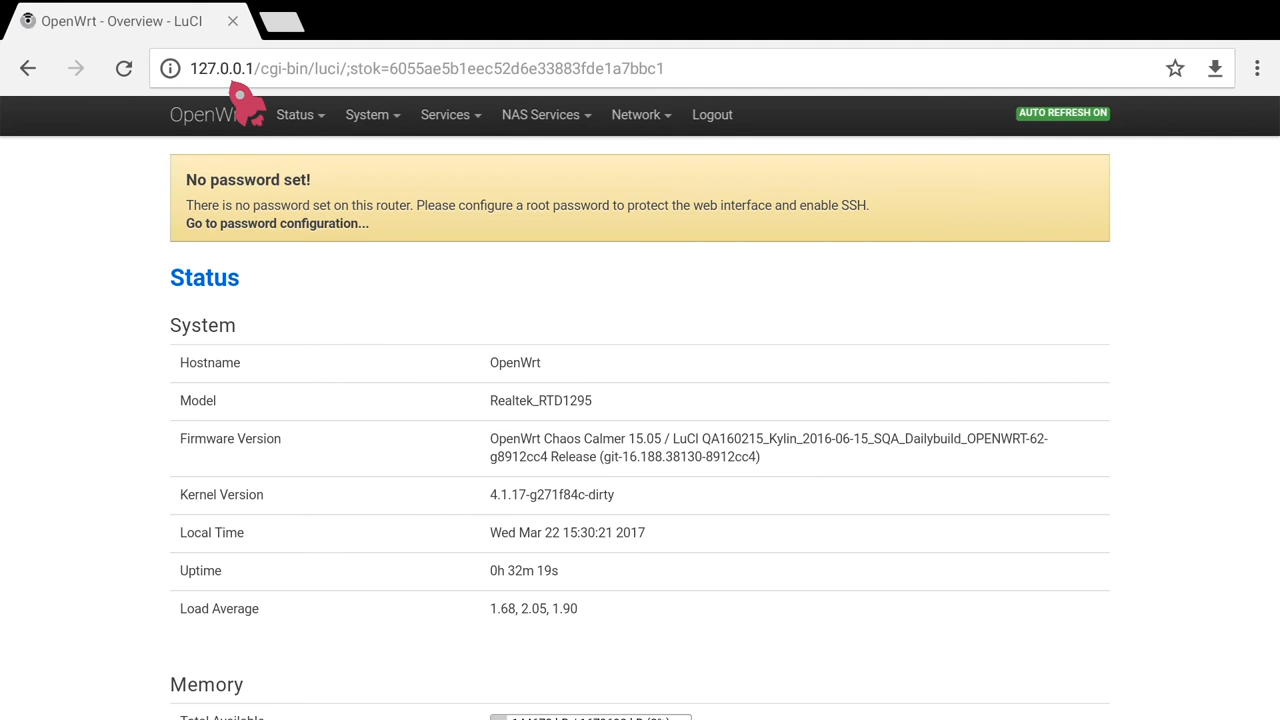 OpenWrt - Overview - LuCI
127.0.0.1/cgi-bin/luci/;stok=6055ae5b1eec52d6e33883fde1a7bbc1
OpenWrt Status System Services NAS Services Network Logout AUTO REFRESH ON
No password set!
There is no password set on this router. Please configure a root password to protect the web interface and enable SSH.
Go to password configuration...
Status
System
Hostname OpenWrt
Model Realtek_RTD1295
Firmware Version OpenWrt Chaos Calmer 15.05 / LuCI QA160215_Kylin_2016-06-15_SQA_Dailybuild_OPENWRT-62-
g8912cc4 Release (git-16.188.38130-8912cc4)
Kernel Version 4.1.17-g271f84c-dirty
Local Time Wed Mar 22 15:30:21 2017
Uptime 0h 32m 19s
Load Average 1.68, 2.05, 1.90
Memory
Total Available